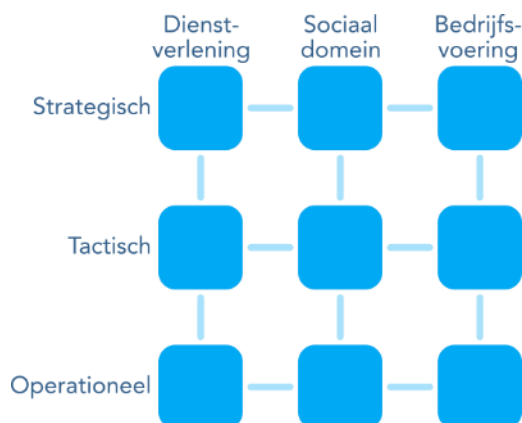 Dienst-
verlening
Sociaal
domein
Bedrijfs-
voering
Strategisch
Tactisch
Operationeel